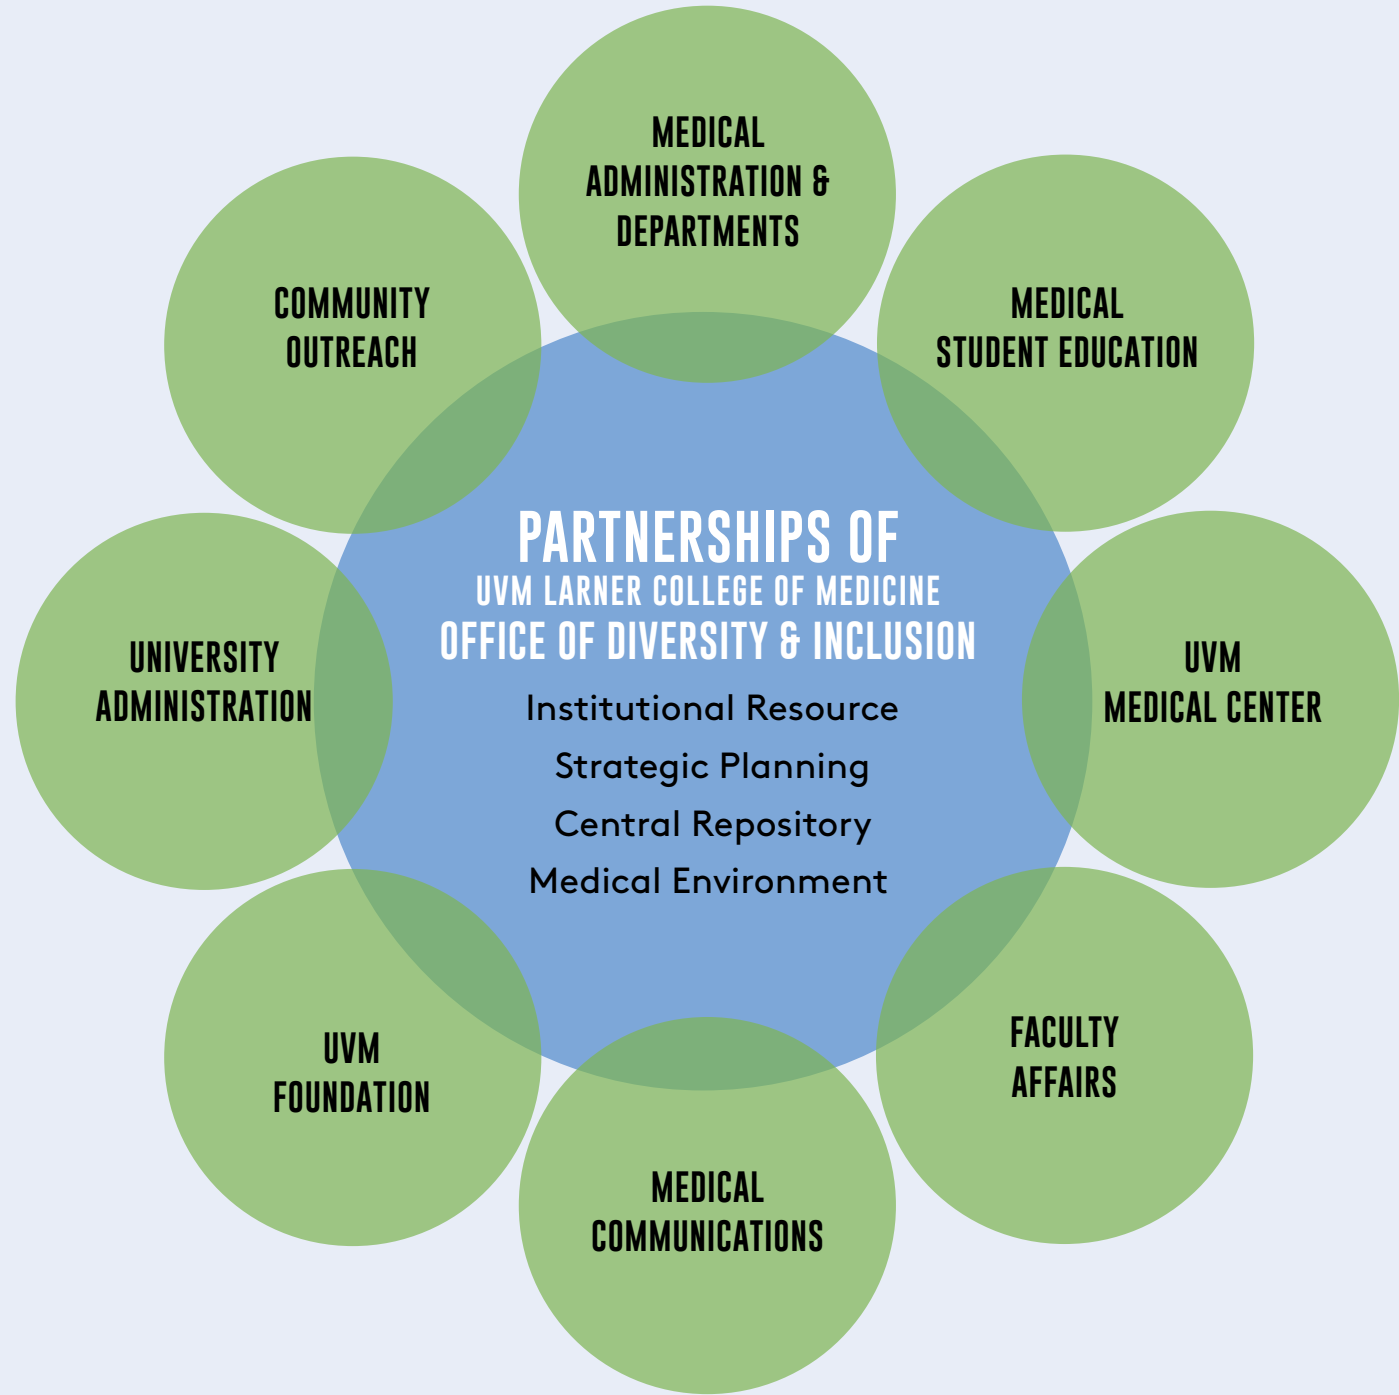 MEDICAL
ADMINISTRATION &
DEPARTMENTS
COMMUNITY
OUTREACH
MEDICAL
STUDENT EDUCATION
PARTNERSHIPS OF
UVM LARNER COLLEGE OF MEDICINE
OFFICE OF DIVERSITY & INCLUSION
Institutional Resource
Strategic Planning
Central Repository
Medical Environment
UNIVERSITY
ADMINISTRATION
UVM
MEDICAL CENTER
UVM
FOUNDATION
FACULTY
AFFAIRS
MEDICAL
COMMUNICATIONS